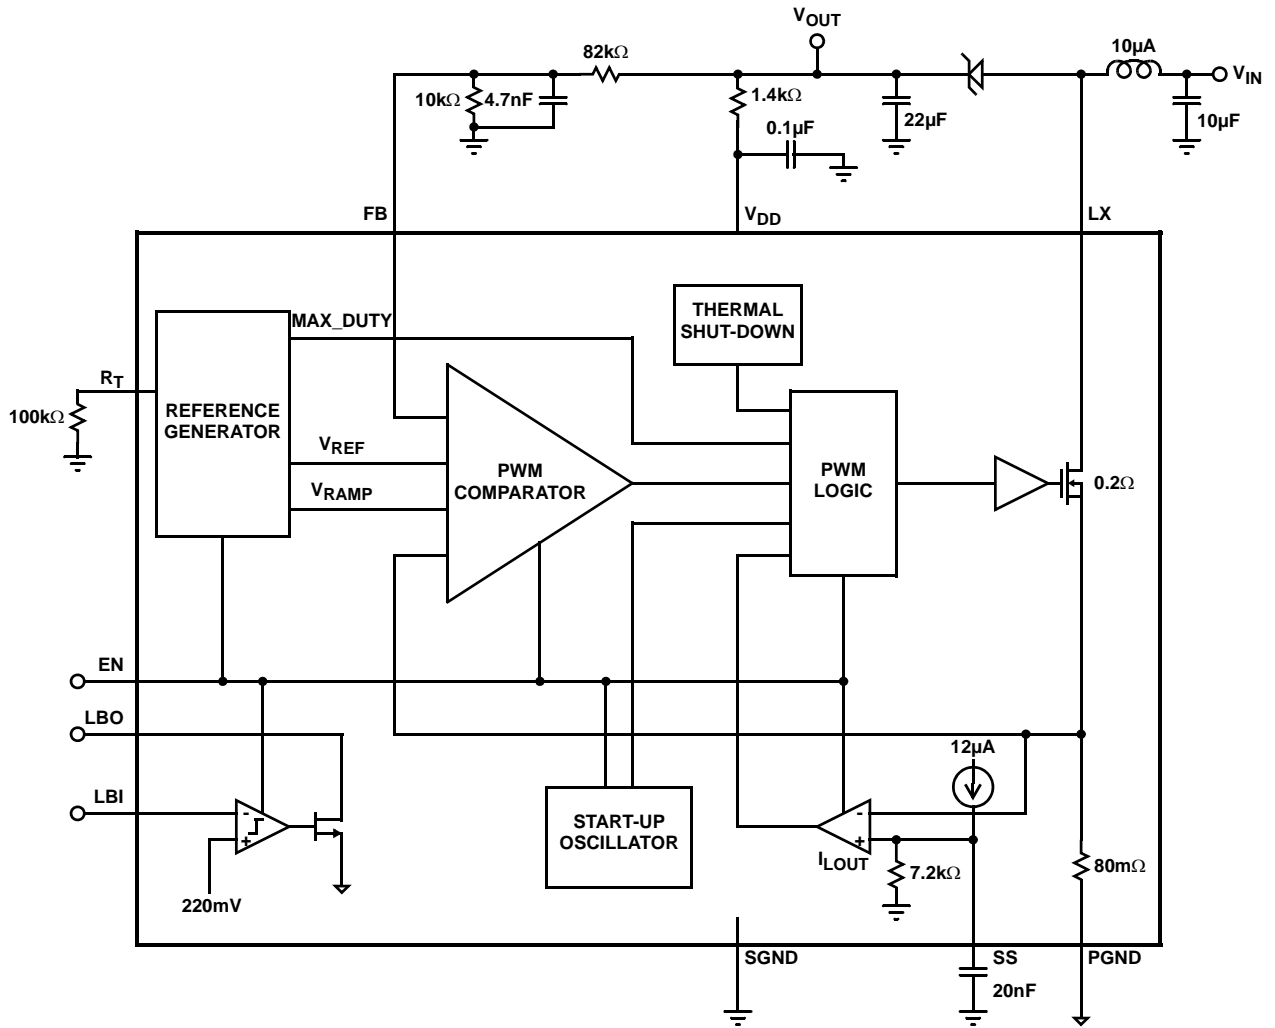 VOUT
82kΩ
10µA
VIN
10kΩ
4.7nF
1.4kΩ
22µF
10µF
0.1µF
FB
VDD
LX
THERMAL
SHUT-DOWN
MAX_DUTY
RT
100kΩ
REFERENCE
GENERATOR
VREF
VRAMP
PWM
COMPARATOR
PWM
LOGIC
0.2Ω
EN
LBO
LBI
12µA
START-UP
OSCILLATOR
-
+
220mV
-
+
ILOUT
7.2kΩ
80mΩ
SGND
SS
PGND
20nF